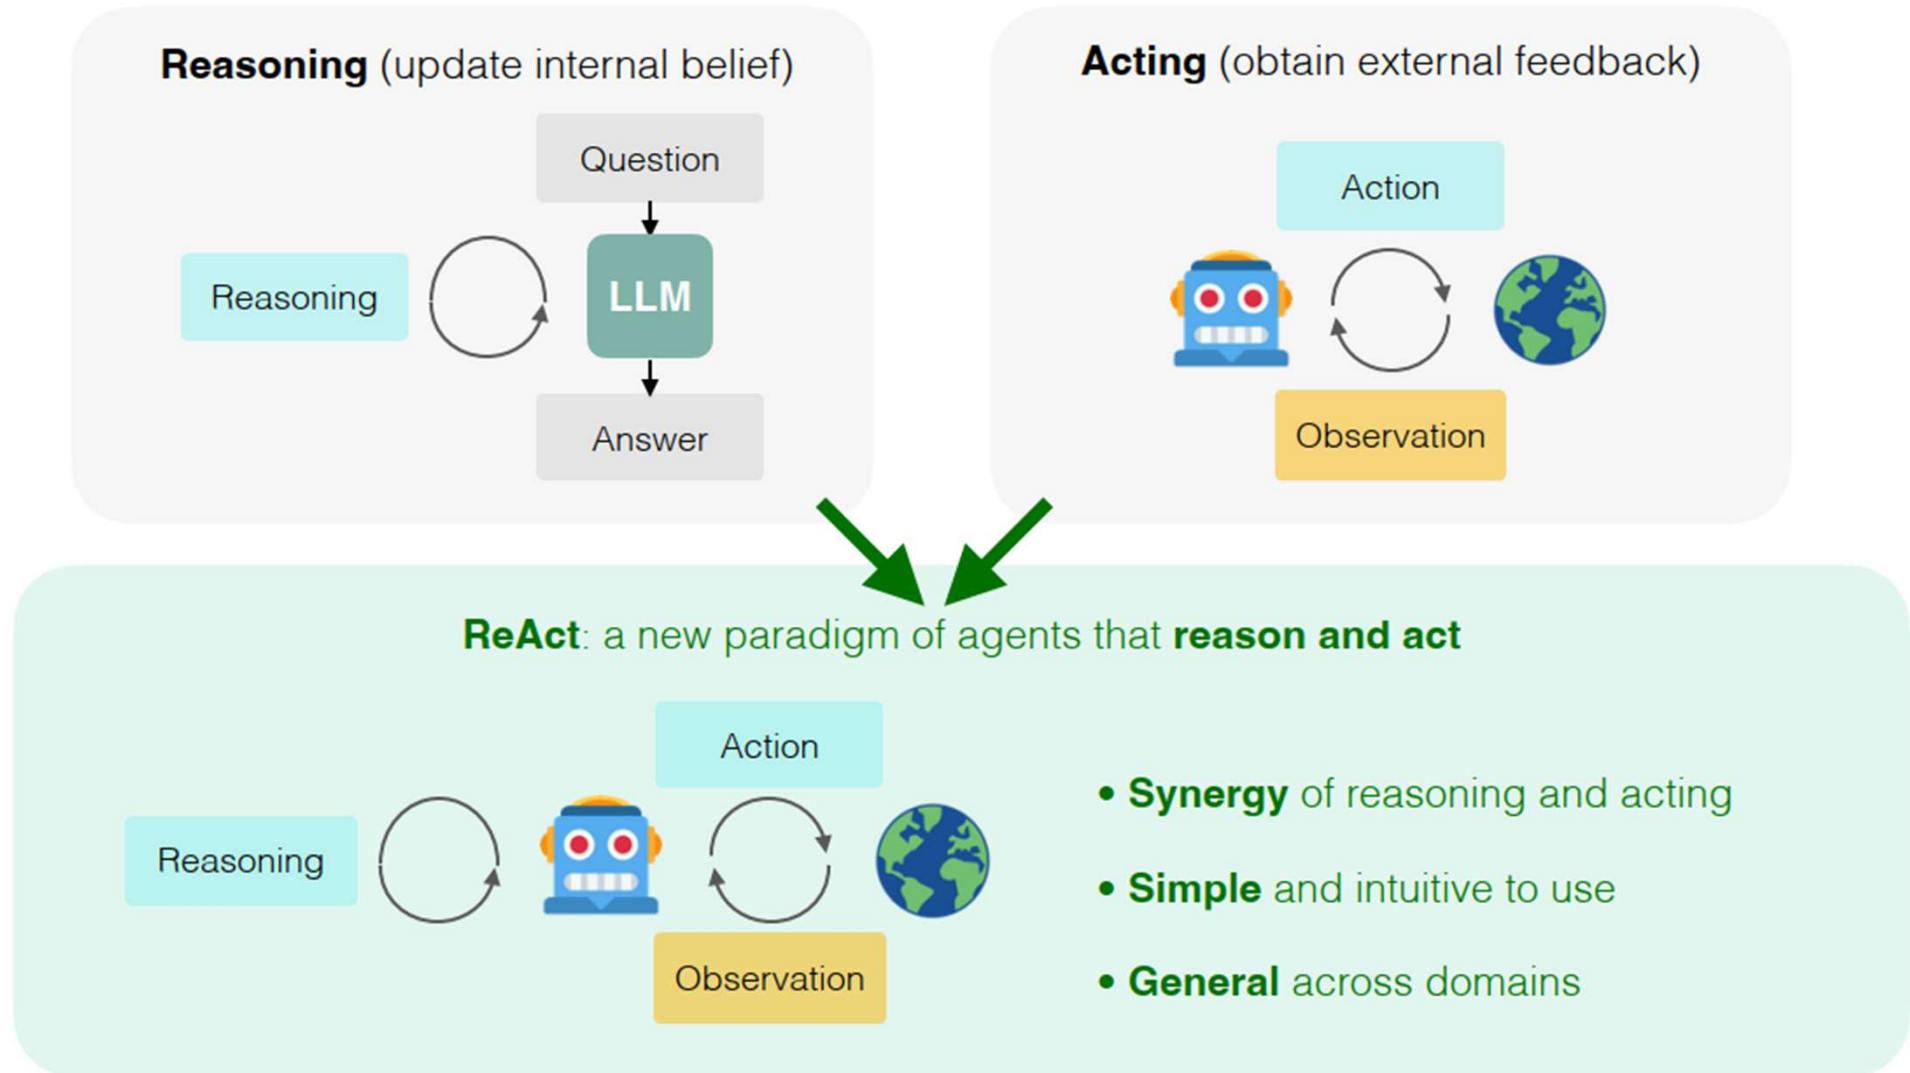 Reasoning (update internal belief)
Question
Reasoning
LLM
Answer
Acting (obtain external feedback)
Action
Observation
ReAct: a new paradigm of agents that reason and act
Action
Reasoning
Observation
• Synergy of reasoning and acting
• Simple and intuitive to use
• General across domains